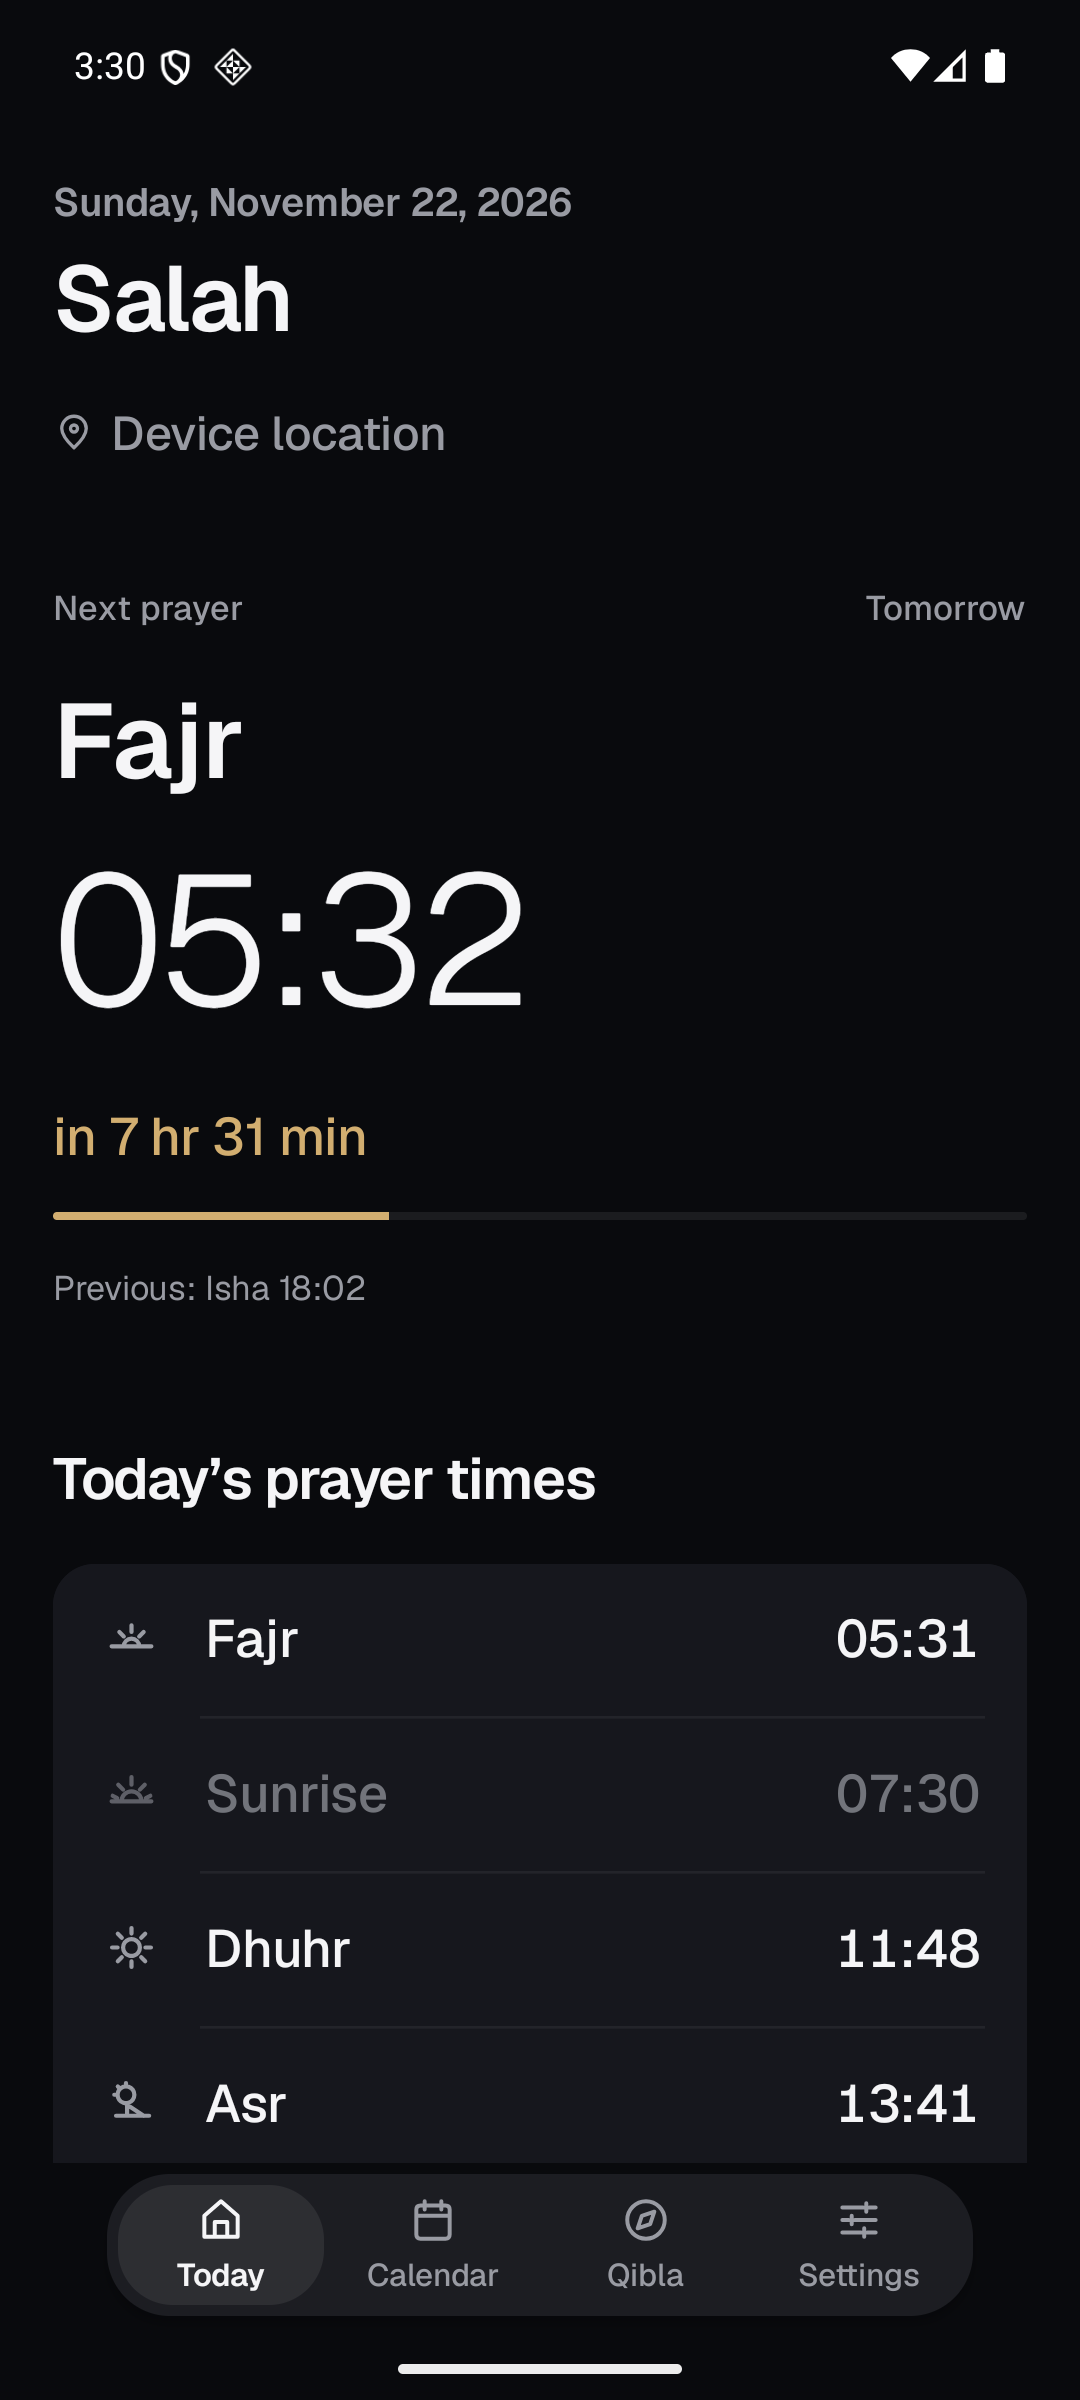 3:30
Sunday, November 22, 2026
Salah
Device location
Next prayer
Tomorrow
Fajr
05:32
in 7 hr 31 min
Previous: Isha 18:02
Today’s prayer times
Fajr 05:31
Sunrise 07:30
Dhuhr 11:48
Asr 13:41
Today Calendar Qibla Settings